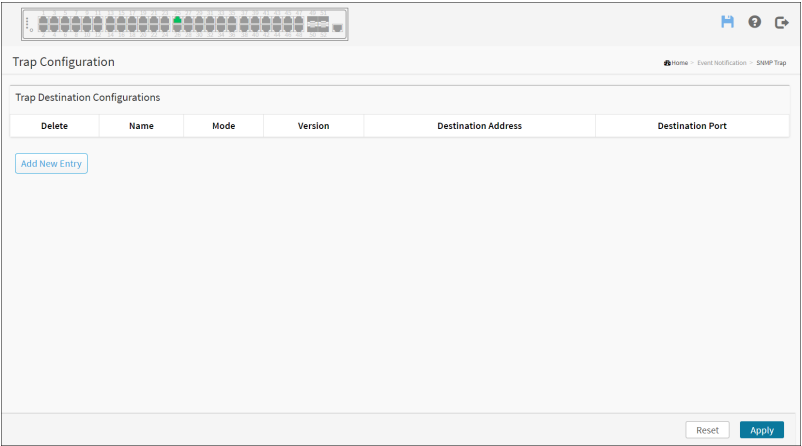 Trap Configuration
Home > Event Notification > SNMP Trap
Trap Destination Configurations
Delete Name Mode Version Destination Address Destination Port
Add New Entry
Reset Apply